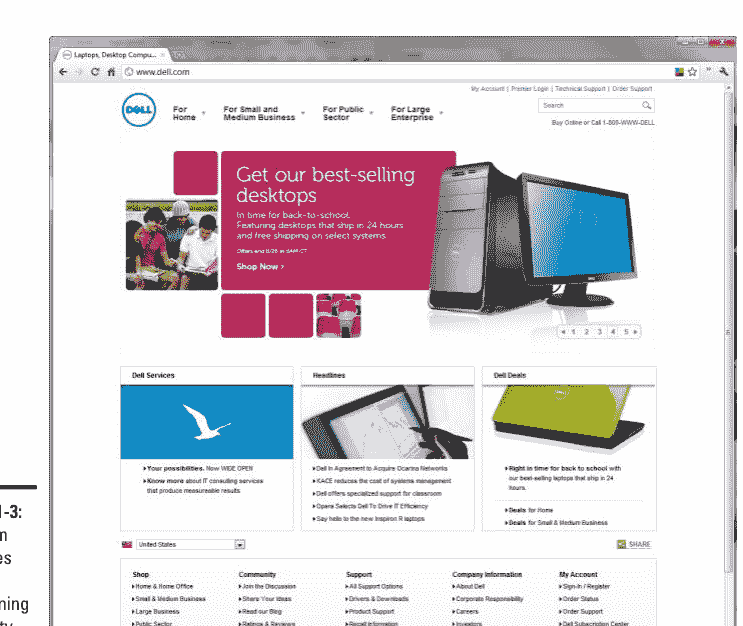 Laptops, Desktop Compu...
www.dell.com
My Account | Premier Login | Technical Support | Order Support
DELL
For Home
For Small and Medium Business
For Public Sector
For Large Enterprise
Search
Buy Online or Call 1-800-WWW-DELL
Get our best-selling
desktops
In time for back-to-school.
Featuring desktops that ship in 24 hours
and free shipping on select systems.
Shop Now >
1 2 3 4 5
Dell Services
Your possibilities. Now WIDE OPEN
Know more about IT consulting services
that produce measureable results
Headlines
Dell in Agreement to Acquire Ocarina Networks
KACE reduces the cost of systems management
Dell offers specialized support for classroom
Opera Selects Dell To Drive IT Efficiency
Say hello to the new Inspiron R laptops
Dell Deals
Right in time for back to school with
our best-selling laptops that ship in 24
hours.
Deals for Home
Deals for Small & Medium Business
1-3:
United States
SHARE
Shop
Home & Home Office
Small & Medium Business
Large Business
Public Sector
Community
Join the Discussion
Share Your Ideas
Read our Blog
Ratings & Reviews
Support
All Support Options
Drivers & Downloads
Product Support
Recall Information
Company Information
About Dell
Corporate Responsibility
Careers
Investors
My Account
Sign-In / Register
Order Status
Order Support
Dell Subscription Center